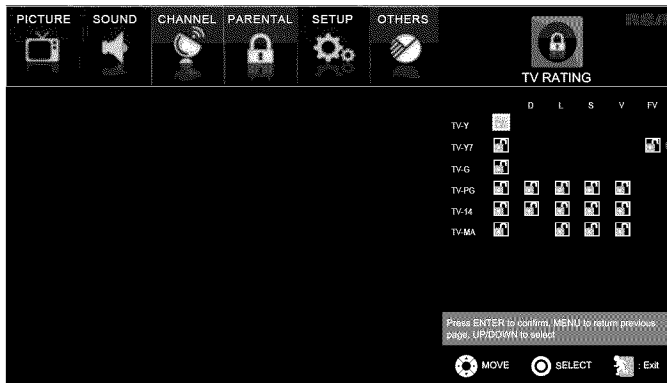 PICTURE SOUND CHANNEL PARENTAL SETUP OTHERS
TV RATING
D L S V FV
TV-Y
TV-Y7
TV-G
TV-PG
TV-14
TV-MA
Press ENTER to confirm, MENU to return previous
page, UP/DOWN to select
MOVE SELECT : Exit